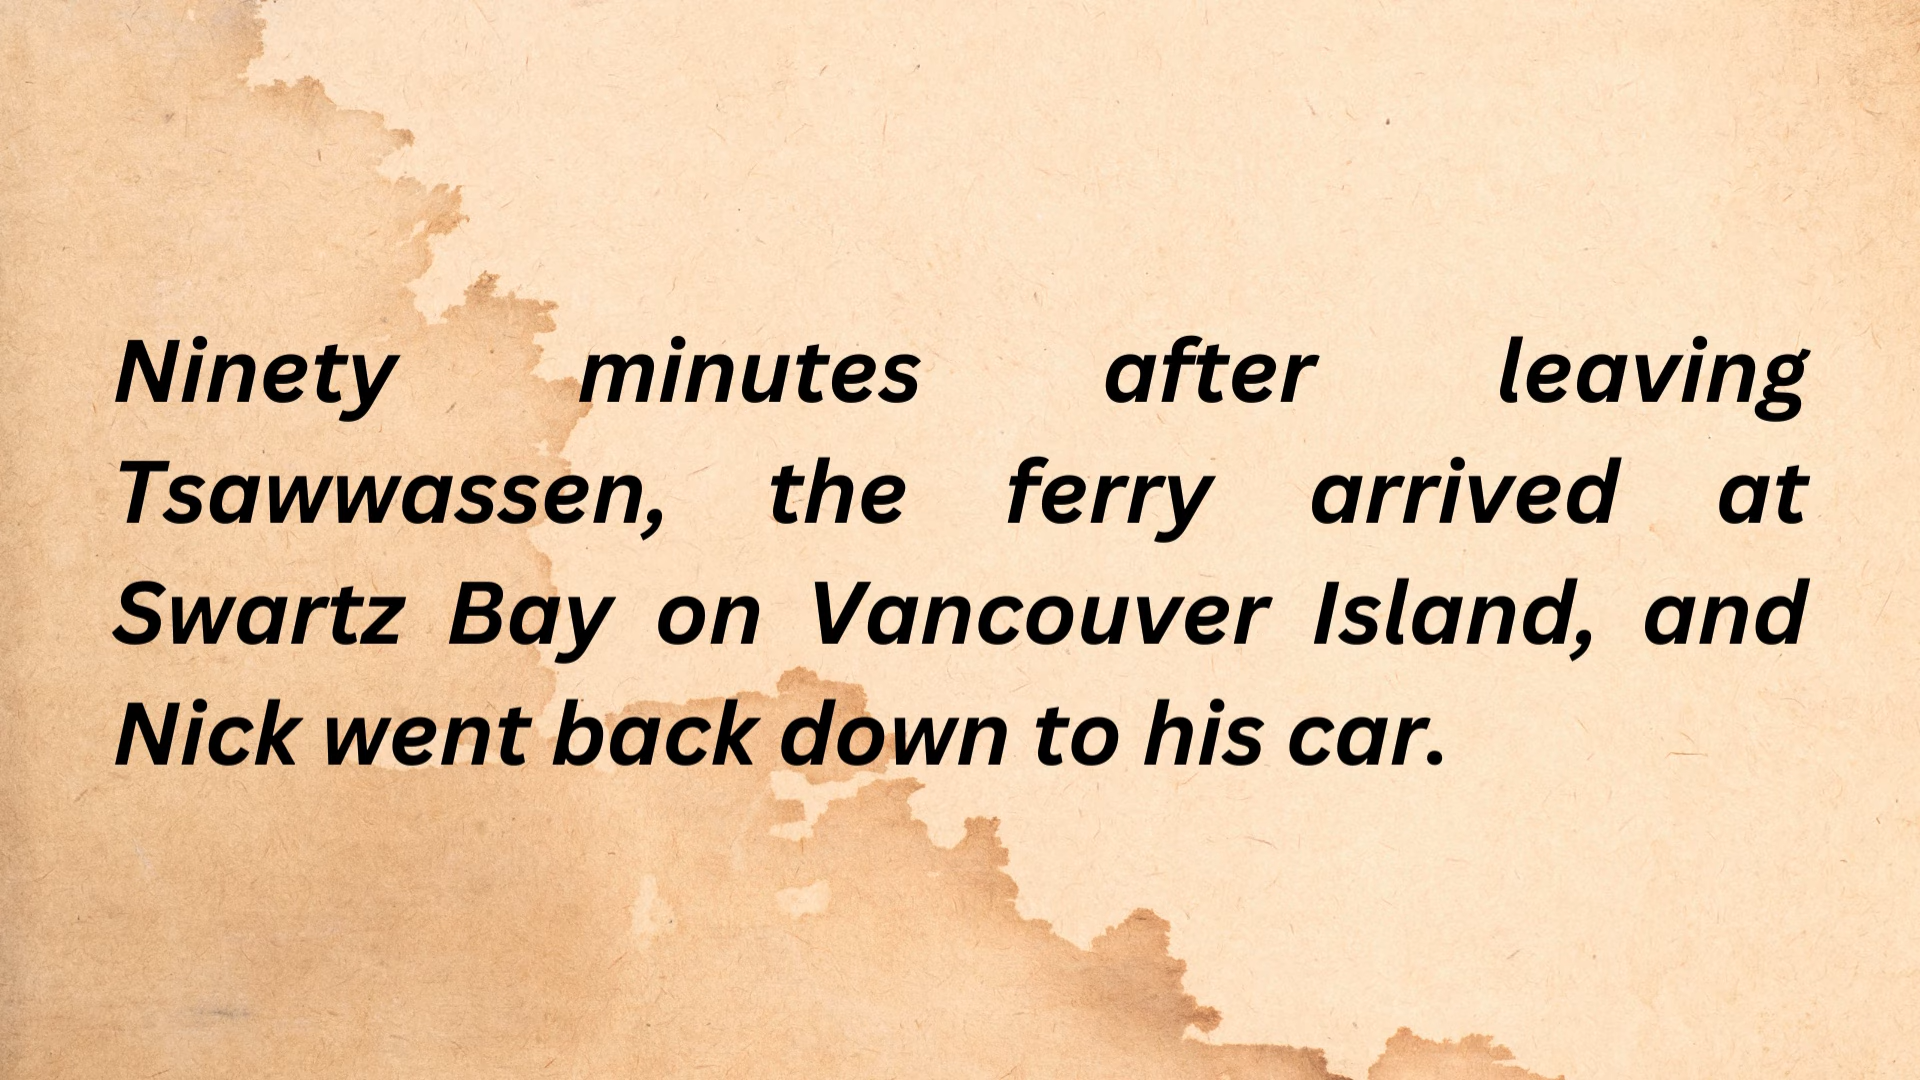 Ninety minutes after leaving
Tsawwassen, the ferry arrived at
Swartz Bay on Vancouver Island, and
Nick went back down to his car.